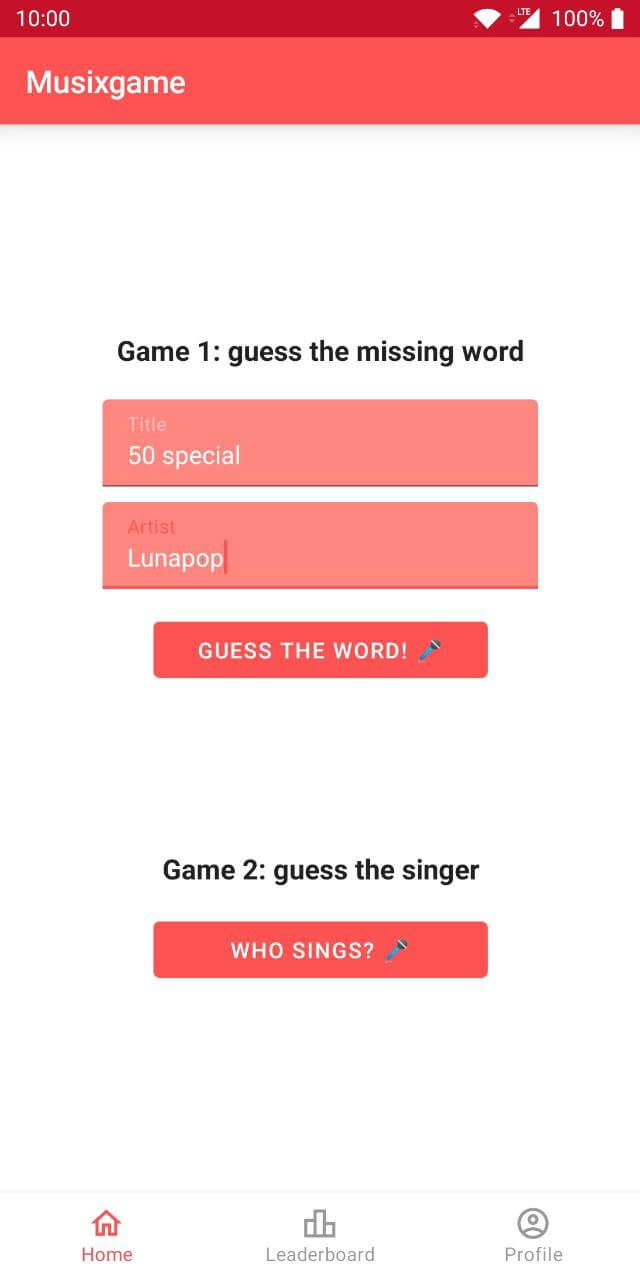 10:00 LTE 100%
Musixgame
Game 1: guess the missing word
Title
50 special
Artist
Lunapop
GUESS THE WORD! 🎤
Game 2: guess the singer
WHO SINGS? 🎤
Home Leaderboard Profile